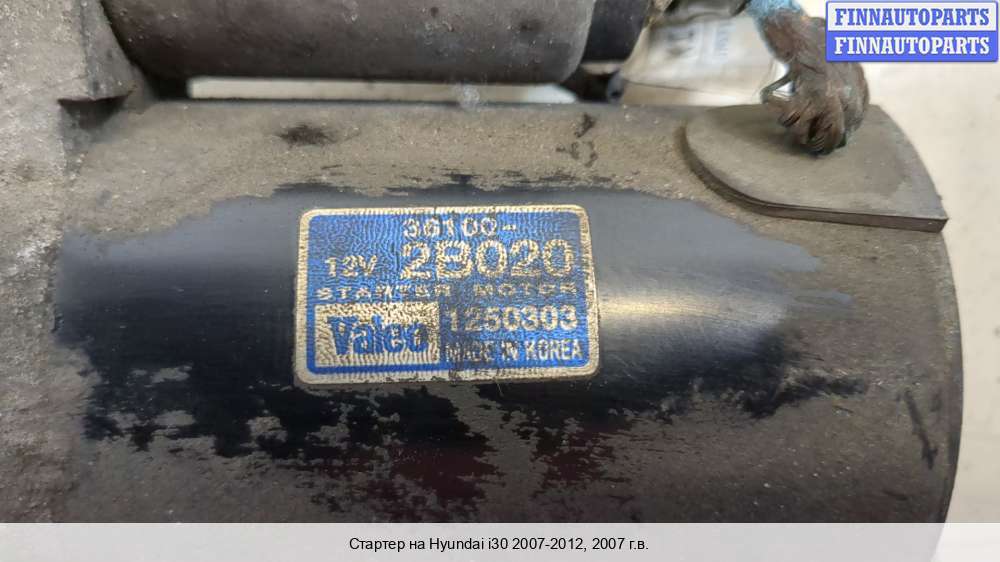 FINNAUTOPARTS
FINNAUTOPARTS
36100-
12V 2B020
STARTER MOTOR
Valeo 1250303
MADE IN KOREA
Стартер на Hyundai i30 2007-2012, 2007 г.в.